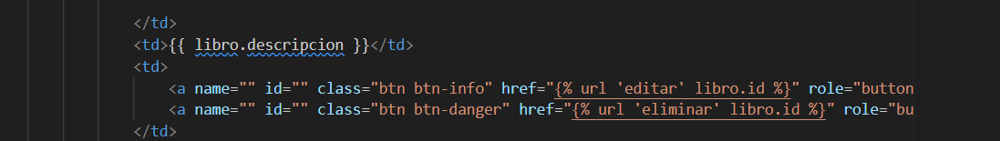 </td>
<td>{{ libro.descripcion }}</td>
<td>
<a name="" id="" class="btn btn-info" href="{% url 'editar' libro.id %}" role="button
<a name="" id="" class="btn btn-danger" href="{% url 'eliminar' libro.id %}" role="bu
</td>